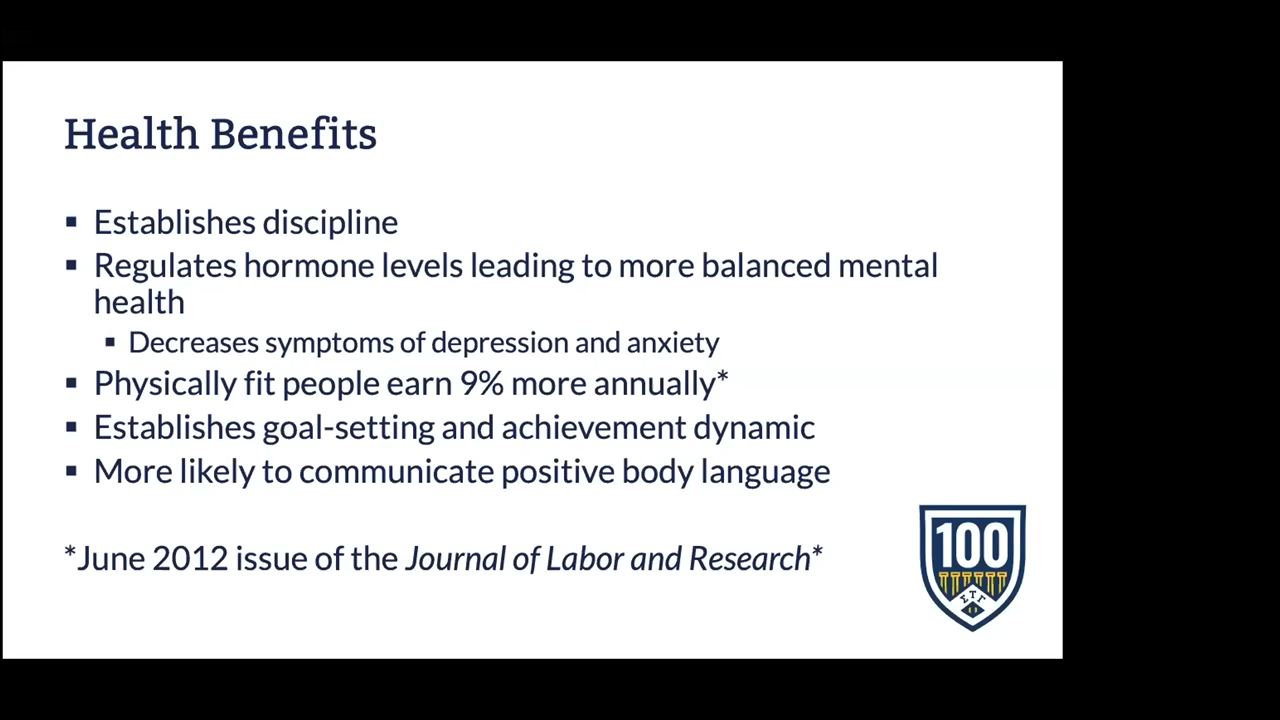 Health Benefits
▪ Establishes discipline
▪ Regulates hormone levels leading to more balanced mental
health
▪ Decreases symptoms of depression and anxiety
▪ Physically fit people earn 9% more annually*
▪ Establishes goal-setting and achievement dynamic
▪ More likely to communicate positive body language
*June 2012 issue of the Journal of Labor and Research*
100
ΣΤΓ